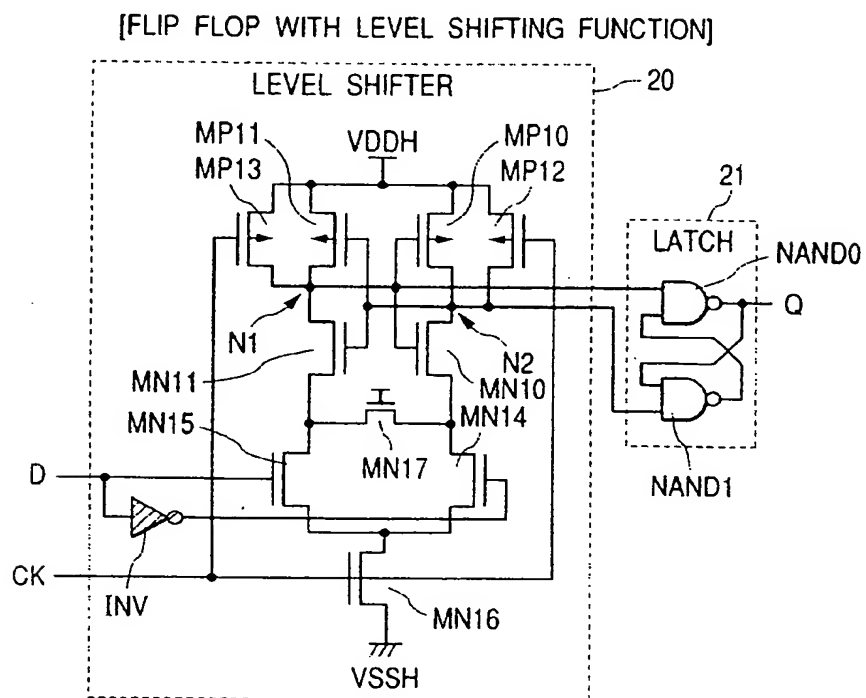 [FLIP FLOP WITH LEVEL SHIFTING FUNCTION]
LEVEL SHIFTER
20
MP11
MP13
VDDH
MP10
MP12
21
LATCH
NAND0
Q
N1
N2
MN11
MN10
MN15
MN14
MN17
NAND1
D
CK
INV
MN16
VSSH